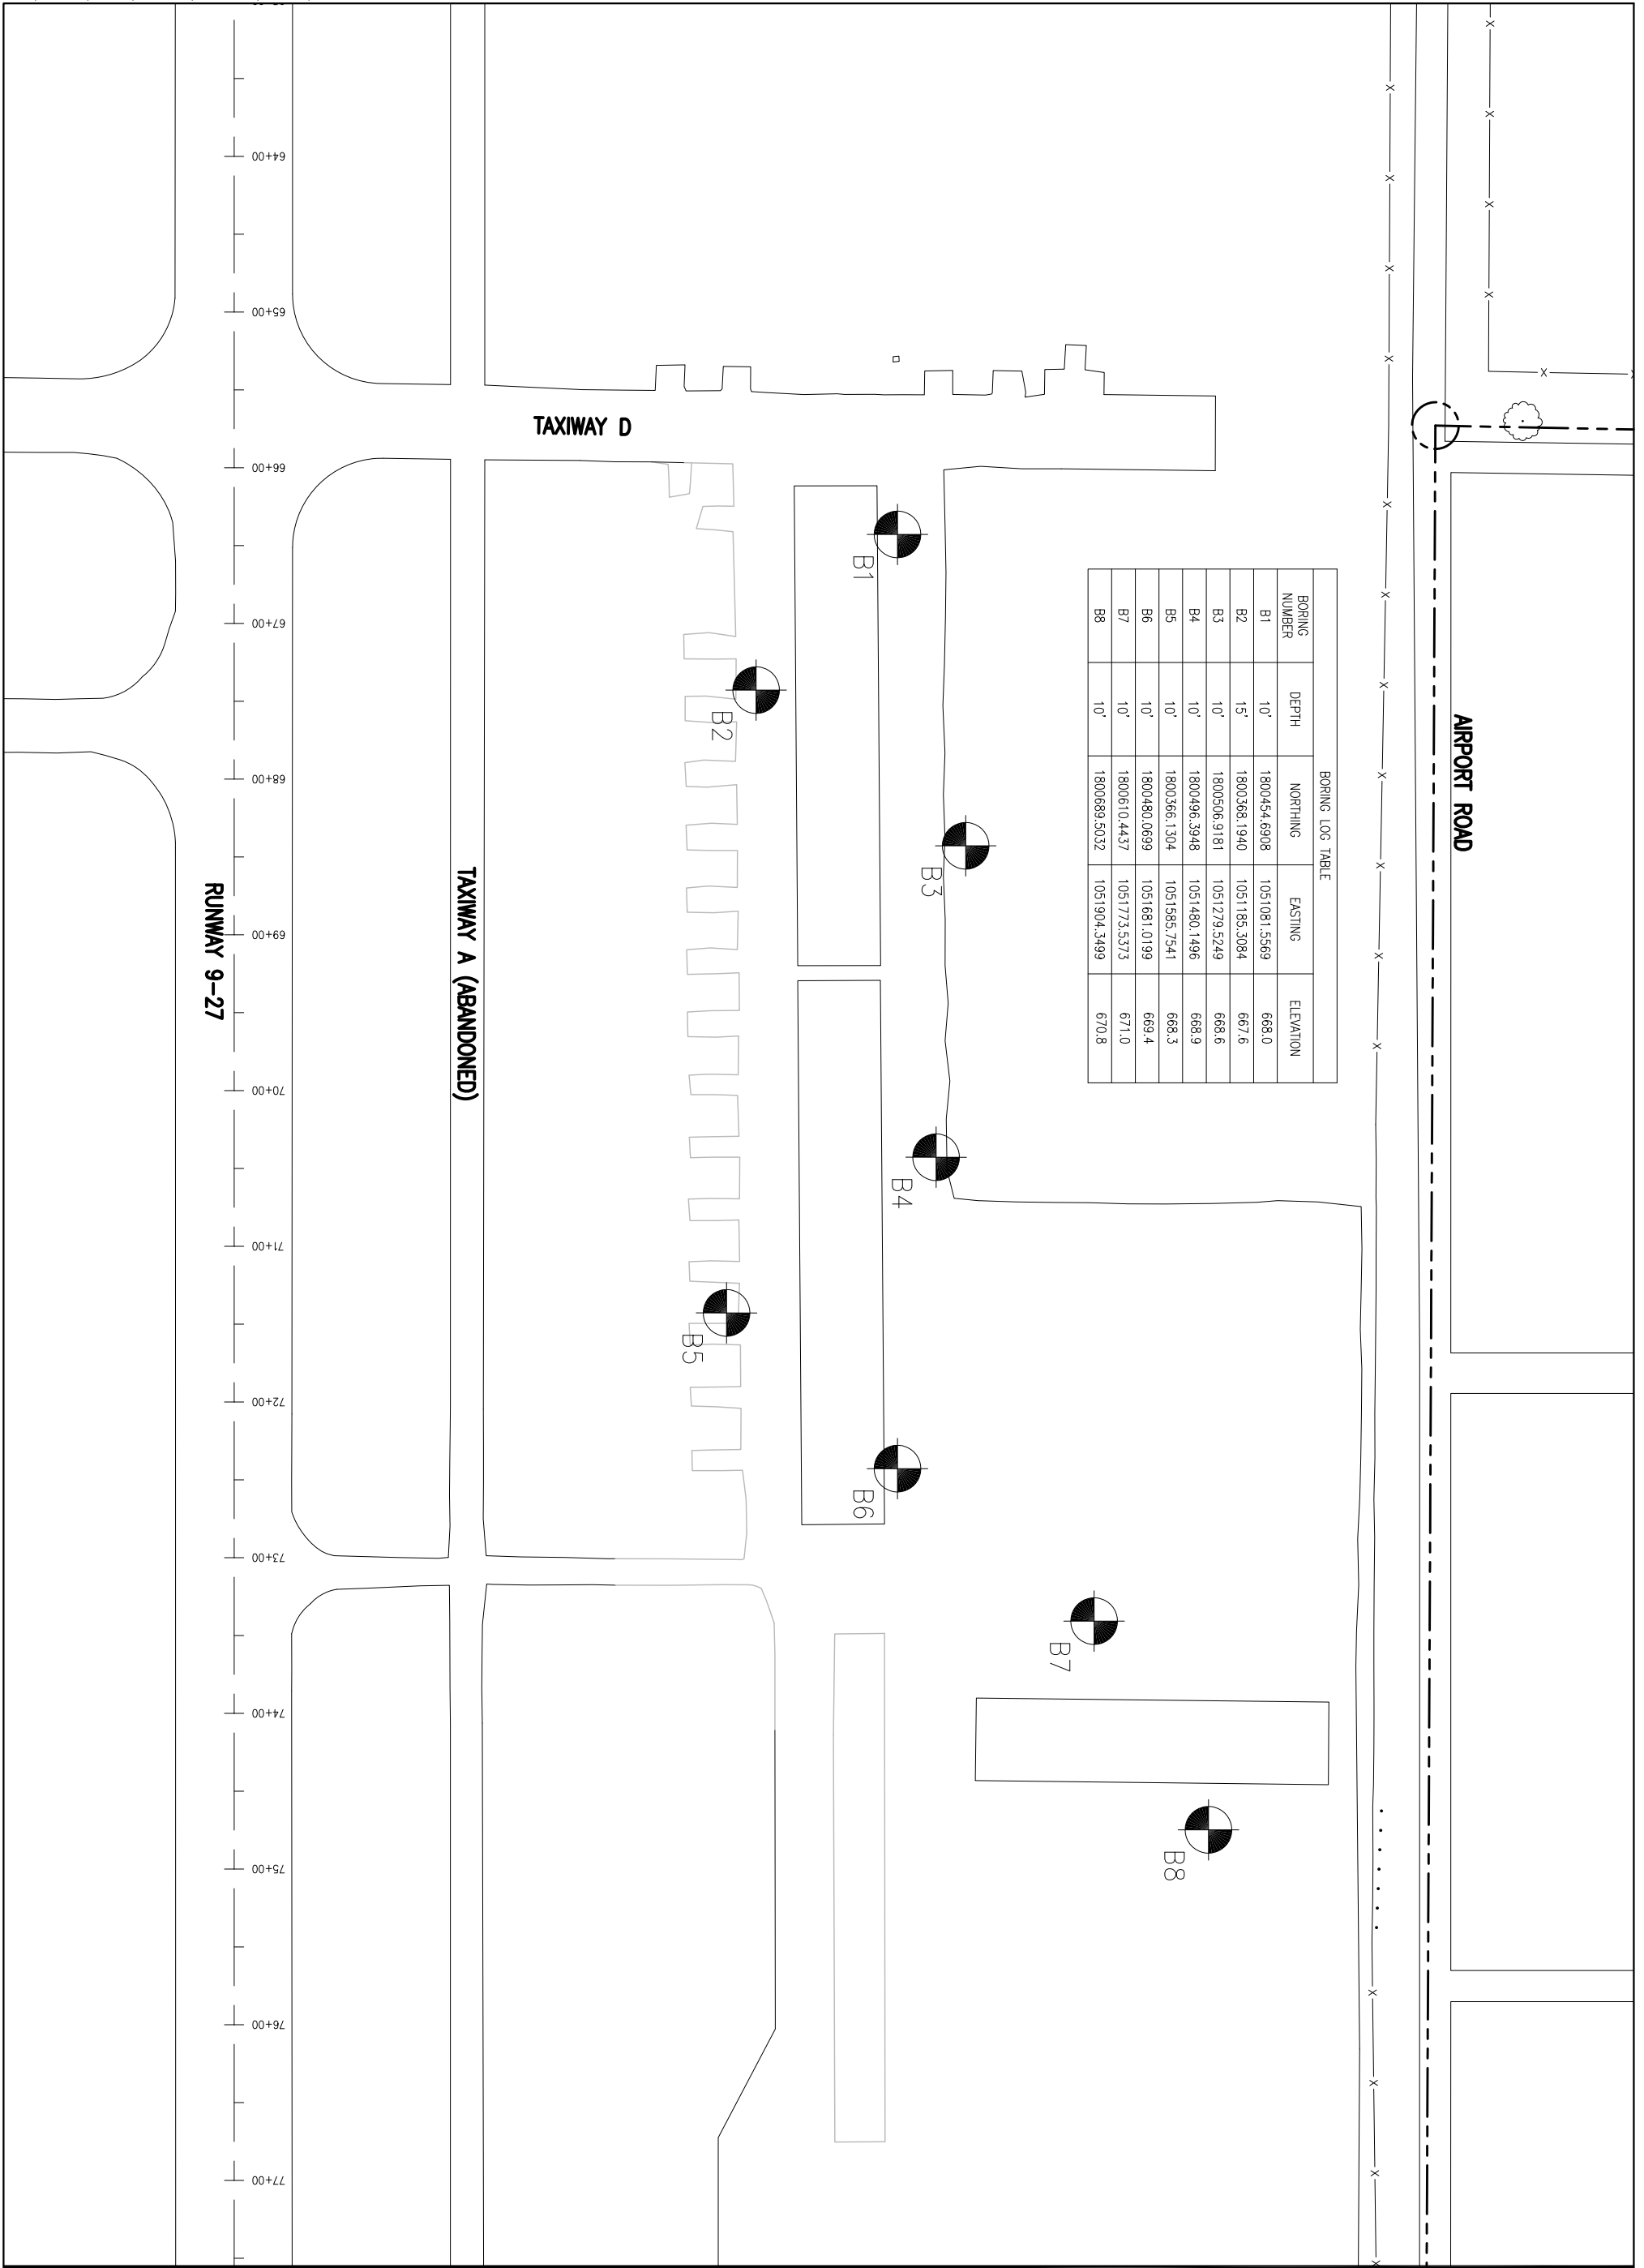 AIRPORT ROAD
BORING LOG TABLE
BORING NUMBER DEPTH NORTHING EASTING ELEVATION
B1 10' 1800454.6908 1051081.5569 668.0
B2 15' 1800368.1940 1051185.3084 667.6
B3 10' 1800506.9181 1051279.5249 668.6
B4 10' 1800496.3948 1051480.1496 668.9
B5 10' 1800366.1304 1051585.7541 668.3
B6 10' 1800480.0699 1051681.0199 669.4
B7 10' 1800610.4437 1051773.5373 671.0
B8 10' 1800689.5032 1051904.3499 670.8
B8
B7
B3
B4
B1
B6
B2
B5
TAXIWAY D
TAXIWAY A (ABANDONED)
64+00
65+00
66+00
67+00
68+00
69+00
70+00
71+00
72+00
73+00
74+00
75+00
76+00
77+00
RUNWAY 9-27